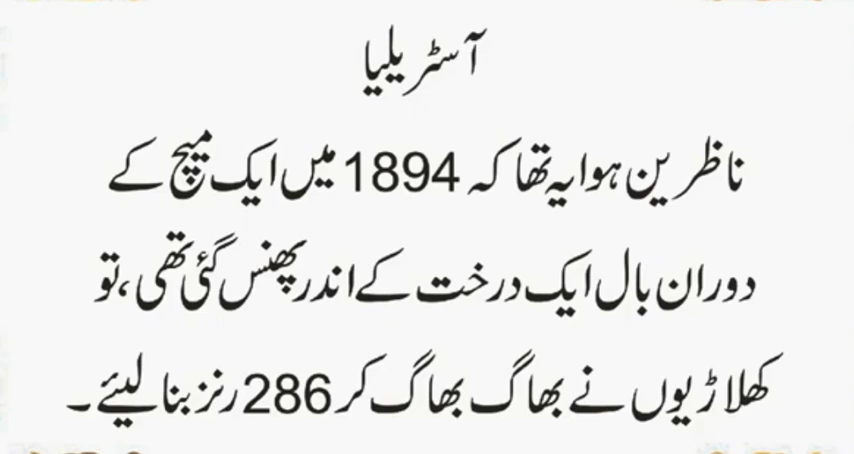 آسٹریلیا
ناظرین ہوا یہ تھا کہ 1894 میں ایک میچ کے
دوران بال ایک درخت کے اندر پھنس گئی تھی، تو
کھلاڑیوں نے بھاگ بھاگ کر 286 رنز بنا لیئے۔